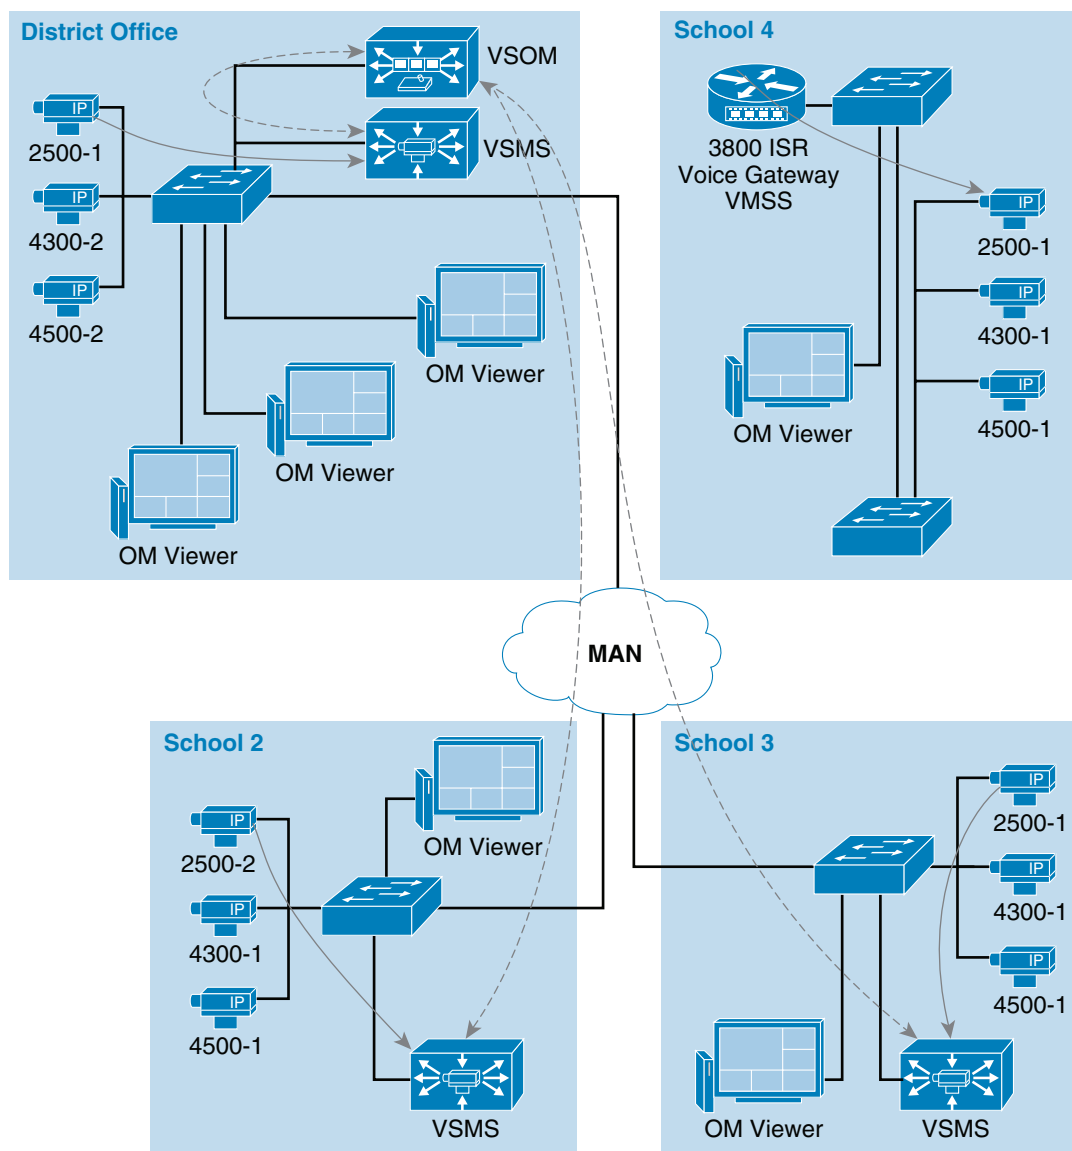 District Office
VSOM
IP
2500-1
VSMS
IP
4300-2
IP
4500-2
OM Viewer
OM Viewer
OM Viewer
School 4
3800 ISR
Voice Gateway
VMSS
IP
2500-1
IP
4300-1
IP
4500-1
OM Viewer
MAN
School 2
OM Viewer
IP
2500-2
IP
4300-1
IP
4500-1
VSMS
School 3
IP
2500-1
IP
4300-1
IP
4500-1
OM Viewer
VSMS